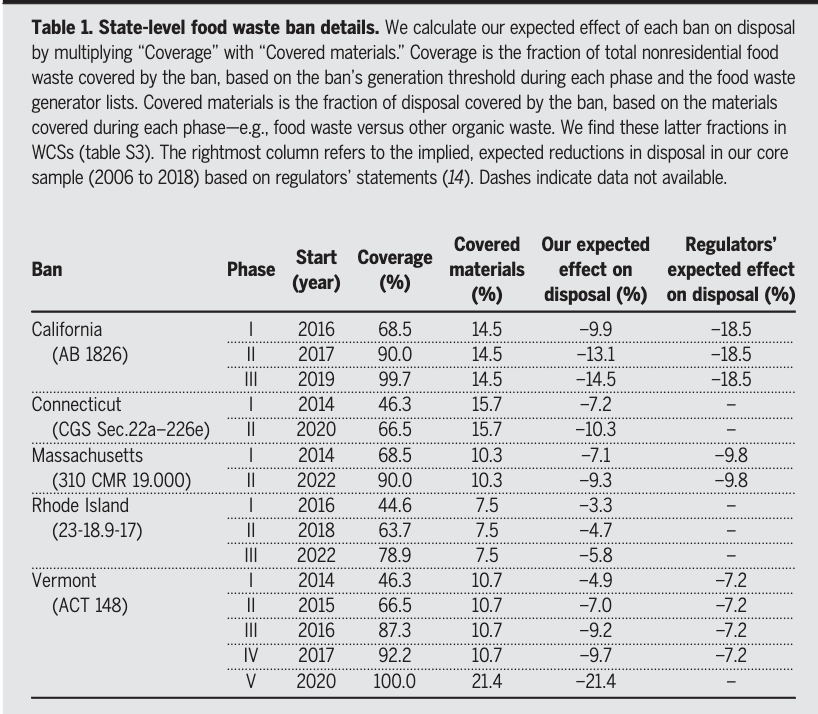 Table 1. State-level food waste ban details. We calculate our expected effect of each ban on disposal
by multiplying “Coverage” with “Covered materials.” Coverage is the fraction of total nonresidential food
waste covered by the ban, based on the ban’s generation threshold during each phase and the food waste
generator lists. Covered materials is the fraction of disposal covered by the ban, based on the materials
covered during each phase—e.g., food waste versus other organic waste. We find these latter fractions in
WCSs (table S3). The rightmost column refers to the implied, expected reductions in disposal in our core
sample (2006 to 2018) based on regulators’ statements (14). Dashes indicate data not available.
Ban Phase Start (year) Coverage (%) Covered materials (%) Our expected effect on disposal (%) Regulators’ expected effect on disposal (%)
California I 2016 68.5 14.5 –9.9 –18.5
(AB 1826) II 2017 90.0 14.5 –13.1 –18.5
III 2019 99.7 14.5 –14.5 –18.5
Connecticut I 2014 46.3 15.7 –7.2 –
(CGS Sec.22a–226e) II 2020 66.5 15.7 –10.3 –
Massachusetts I 2014 68.5 10.3 –7.1 –9.8
(310 CMR 19.000) II 2022 90.0 10.3 –9.3 –9.8
Rhode Island I 2016 44.6 7.5 –3.3 –
(23-18.9-17) II 2018 63.7 7.5 –4.7 –
III 2022 78.9 7.5 –5.8 –
Vermont I 2014 46.3 10.7 –4.9 –7.2
(ACT 148) II 2015 66.5 10.7 –7.0 –7.2
III 2016 87.3 10.7 –9.2 –7.2
IV 2017 92.2 10.7 –9.7 –7.2
V 2020 100.0 21.4 –21.4 –